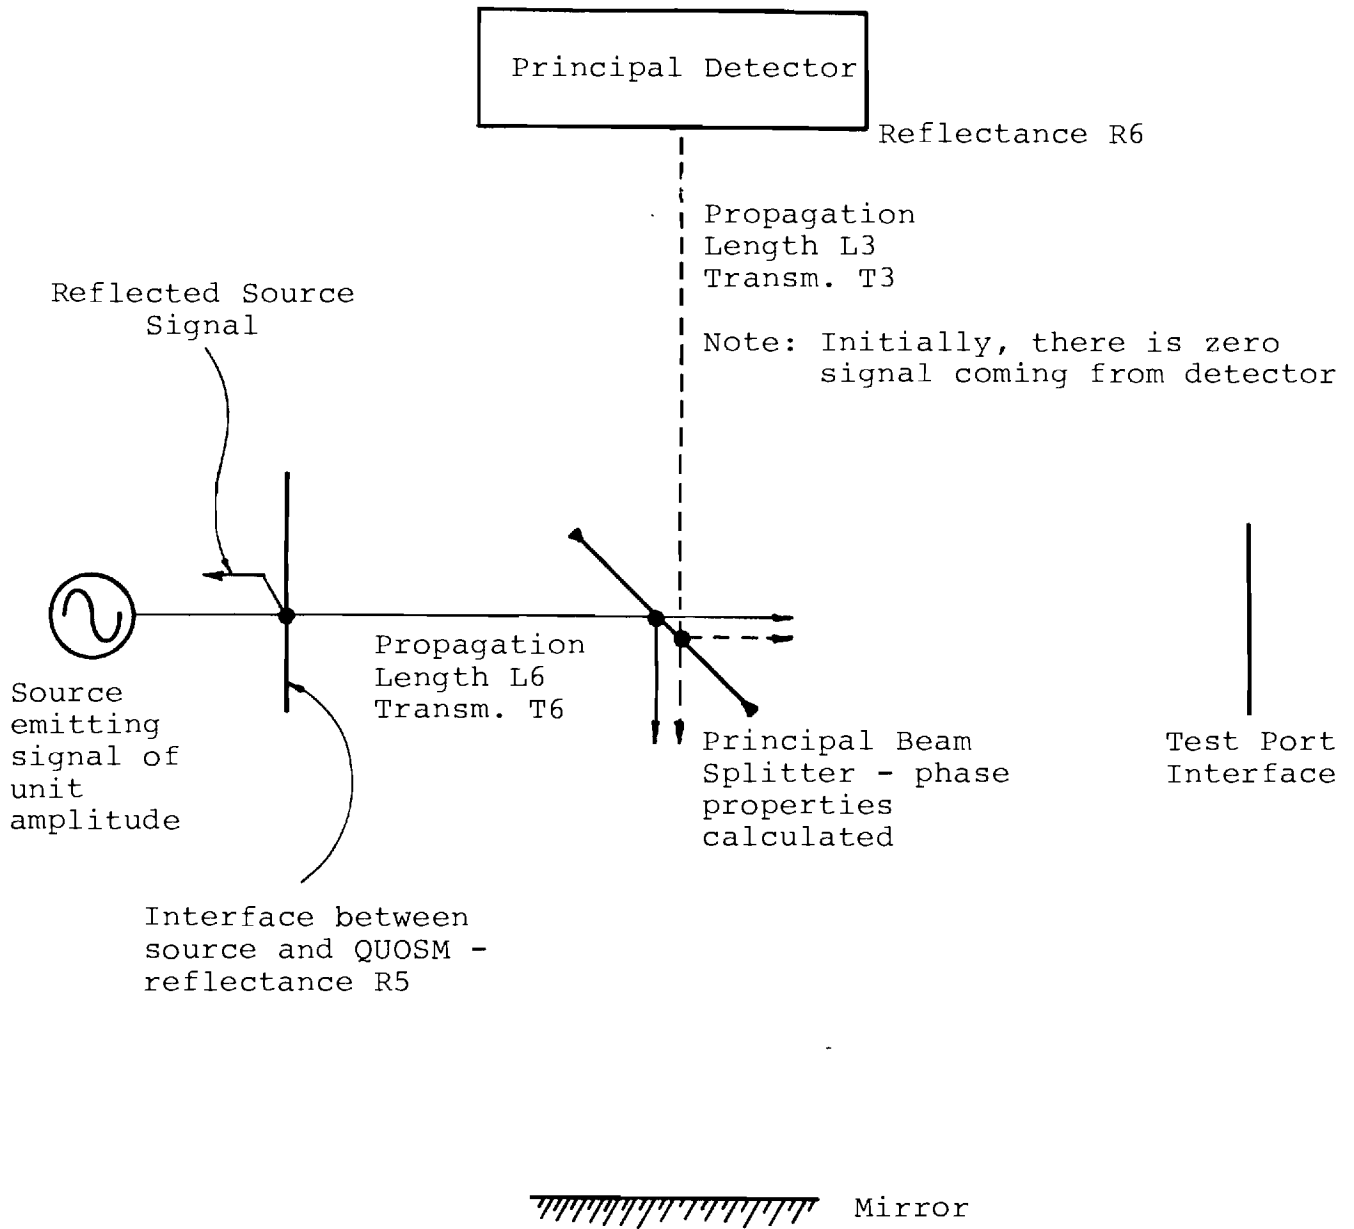 Principal Detector
Reflectance R6
Propagation
Length L3
Transm. T3
Note: Initially, there is zero
signal coming from detector
Reflected Source
Signal
Propagation
Length L6
Transm. T6
Source
emitting
signal of
unit
amplitude
Principal Beam
Splitter - phase
properties
calculated
Test Port
Interface
Interface between
source and QUOSM -
reflectance R5
Mirror